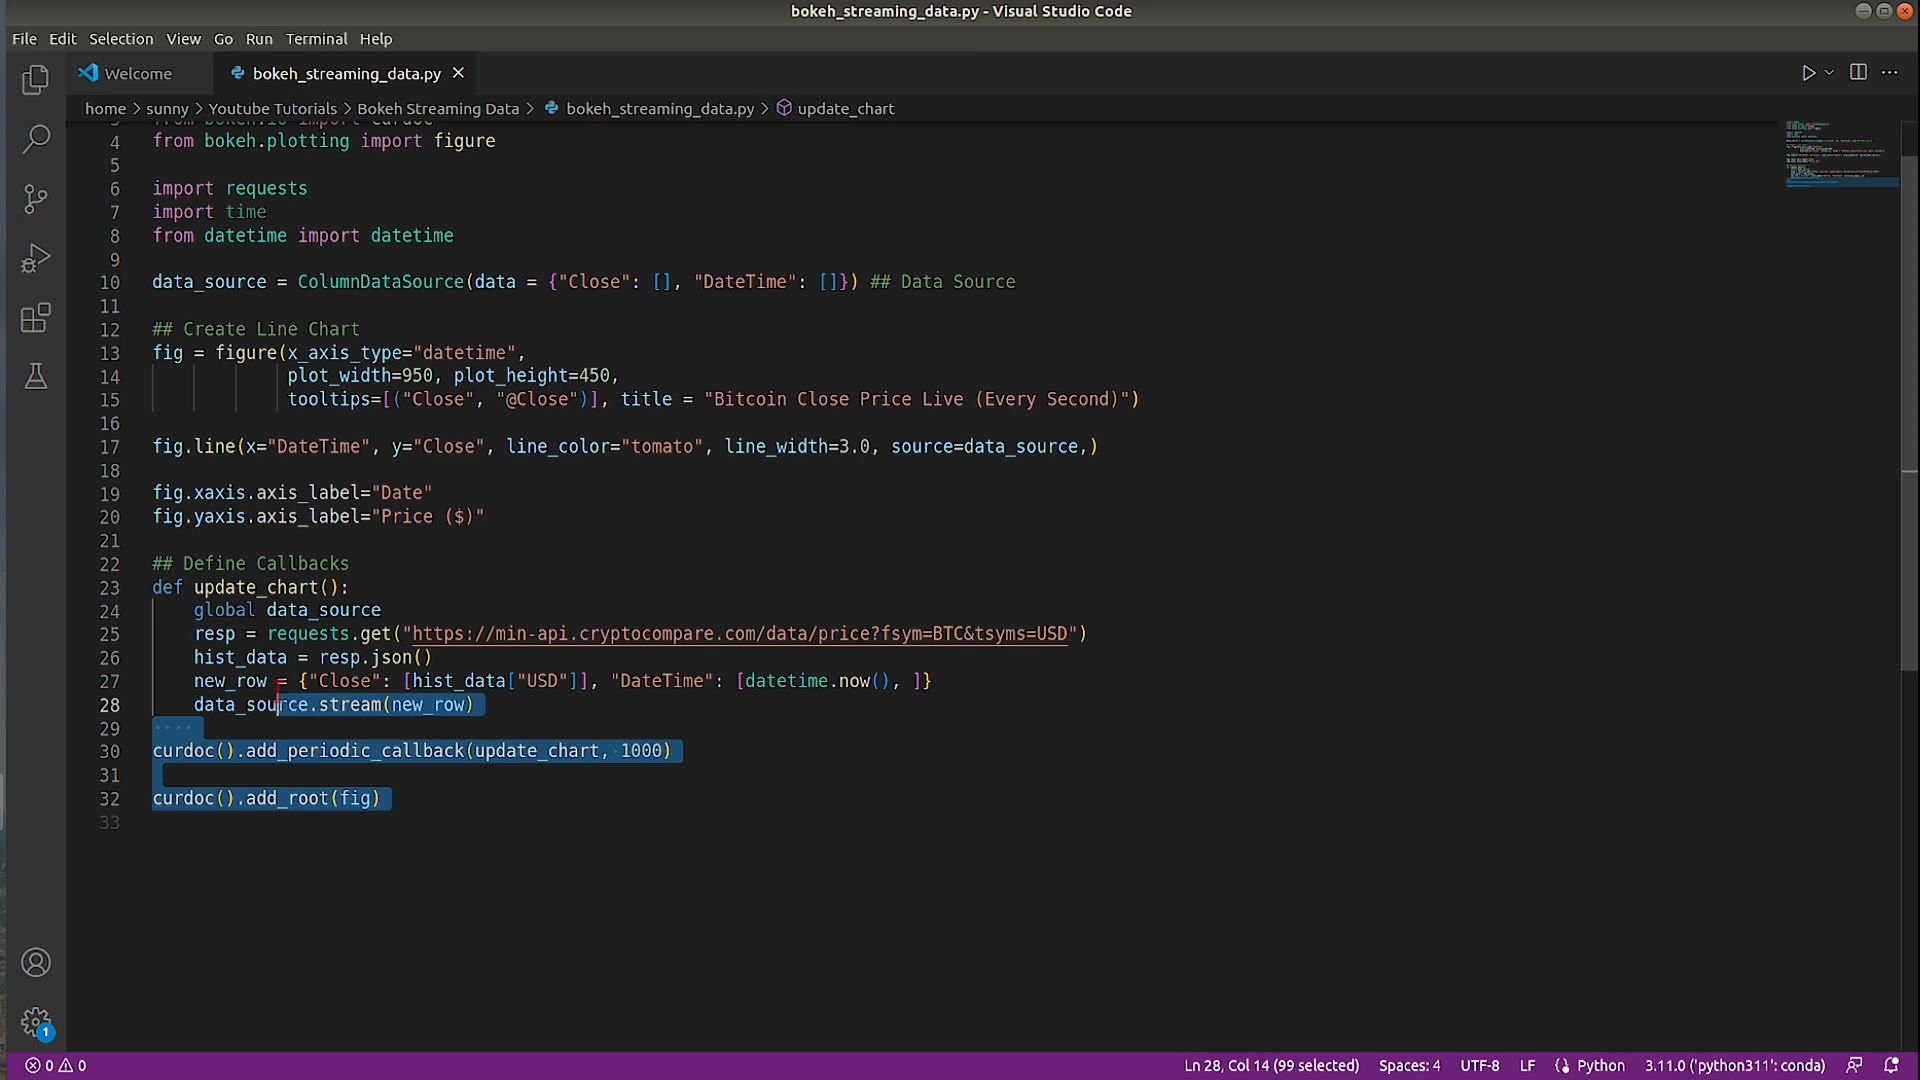 bokeh_streaming_data.py - Visual Studio Code
File Edit Selection View Go Run Terminal Help
Welcome bokeh_streaming_data.py
home > sunny > Youtube Tutorials > Bokeh Streaming Data > bokeh_streaming_data.py > update_chart
4 from bokeh.plotting import figure
5
6 import requests
7 import time
8 from datetime import datetime
9
10 data_source = ColumnDataSource(data = {"Close": [], "DateTime": []}) ## Data Source
11
12 ## Create Line Chart
13 fig = figure(x_axis_type="datetime",
14 plot_width=950, plot_height=450,
15 tooltips=[("Close", "@Close")], title = "Bitcoin Close Price Live (Every Second)")
16
17 fig.line(x="DateTime", y="Close", line_color="tomato", line_width=3.0, source=data_source,)
18
19 fig.xaxis.axis_label="Date"
20 fig.yaxis.axis_label="Price ($)"
21
22 ## Define Callbacks
23 def update_chart():
24 global data_source
25 resp = requests.get("https://min-api.cryptocompare.com/data/price?fsym=BTC&tsyms=USD")
26 hist_data = resp.json()
27 new_row = {"Close": [hist_data["USD"]], "DateTime": [datetime.now(), ]}
28 data_source.stream(new_row)
29
30 curdoc().add_periodic_callback(update_chart, 1000)
31
32 curdoc().add_root(fig)
33
1
0 0 Ln 28, Col 14 (99 selected) Spaces: 4 UTF-8 LF Python 3.11.0 ('python311': conda)